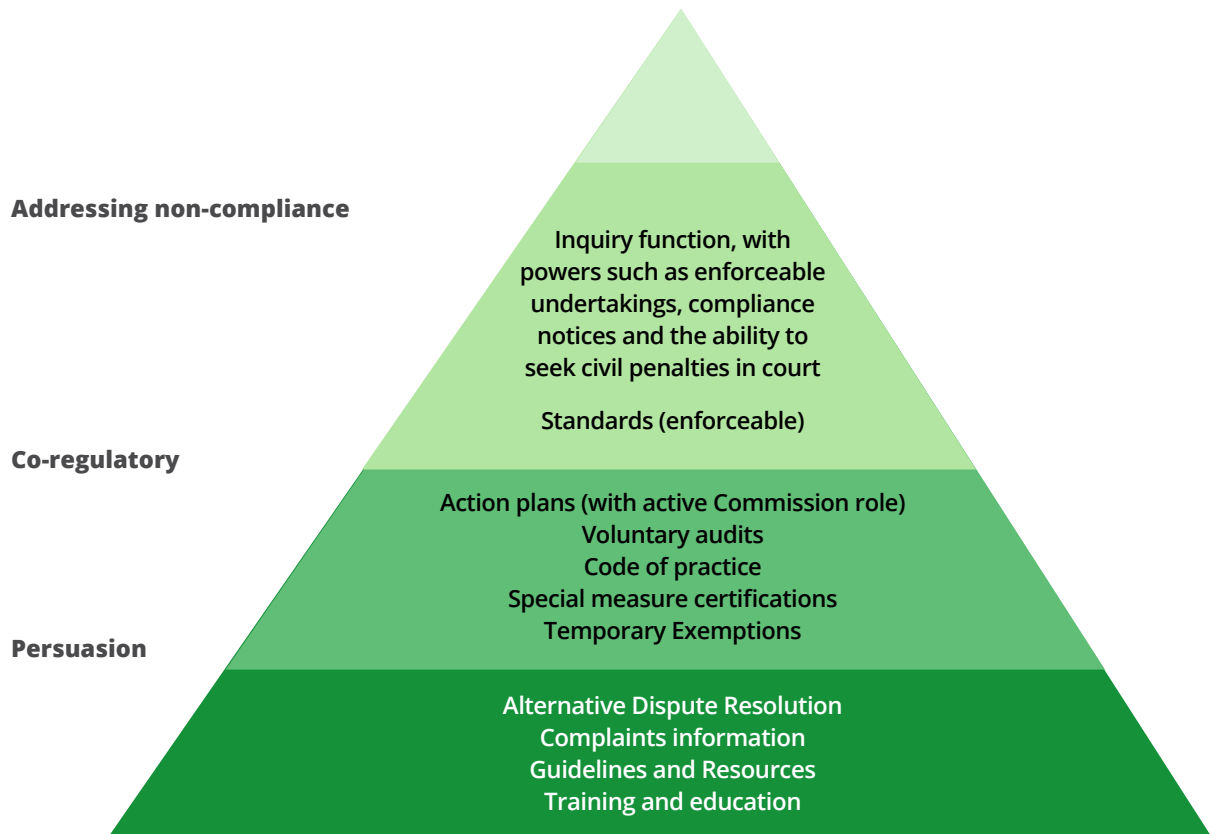 Addressing non-compliance
Inquiry function, with
powers such as enforceable
undertakings, compliance
notices and the ability to
seek civil penalties in court
Standards (enforceable)
Co-regulatory
Action plans (with active Commission role)
Voluntary audits
Code of practice
Special measure certifications
Temporary Exemptions
Persuasion
Alternative Dispute Resolution
Complaints information
Guidelines and Resources
Training and education